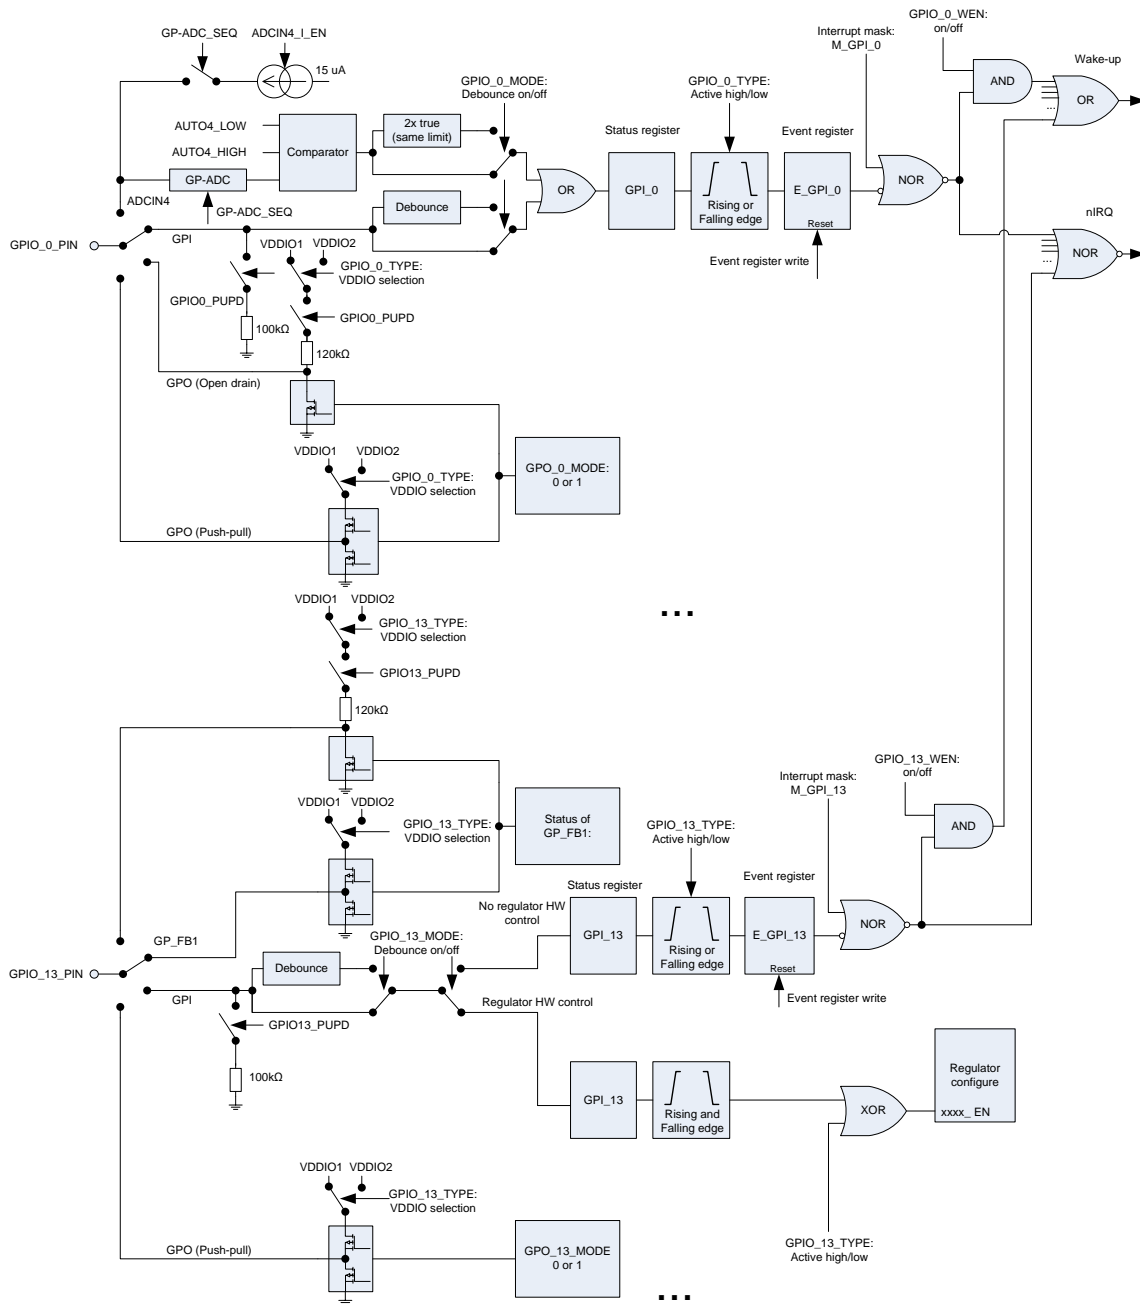 GPIO_0_WEN:
on/off
GP-ADC_SEQ
ADCIN4_I_EN
Interrupt mask:
M_GPI_0
Wake-up
15 uA
GPIO_0_MODE:
Debounce on/off
GPIO_0_TYPE:
Active high/low
AND
OR
...
AUTO4_LOW
2x true
(same limit)
Status register
Event register
AUTO4_HIGH
Comparator
GP-ADC
OR
GPI_0
E_GPI_0
NOR
ADCIN4
GP-ADC_SEQ
Debounce
Rising or
Falling edge
Reset
nIRQ
GPIO_0_PIN
GPI
VDDIO1
VDDIO2
NOR
...
Event register write
GPIO_0_TYPE:
VDDIO selection
GPIO0_PUPD
GPIO0_PUPD
100kΩ
120kΩ
GPO (Open drain)
VDDIO1
VDDIO2
GPO_0_MODE:
0 or 1
GPIO_0_TYPE:
VDDIO selection
GPO (Push-pull)
VDDIO1
VDDIO2
...
GPIO_13_TYPE:
VDDIO selection
GPIO13_PUPD
120kΩ
GPIO_13_WEN:
on/off
Interrupt mask:
M_GPI_13
VDDIO1
VDDIO2
GPIO_13_TYPE:
VDDIO selection
Status of
GP_FB1:
GPIO_13_TYPE:
Active high/low
AND
Status register
Event register
No regulator HW
control
GPI_13
E_GPI_13
NOR
GP_FB1
GPIO_13_MODE:
Debounce on/off
Rising or
Falling edge
Reset
GPIO_13_PIN
Debounce
GPI
Regulator HW control
Event register write
GPIO13_PUPD
100kΩ
GPI_13
Rising and
Falling edge
XOR
Regulator
configure
xxxx_ EN
VDDIO1
VDDIO2
GPIO_13_TYPE:
VDDIO selection
GPIO_13_TYPE:
Active high/low
GPO (Push-pull)
GPO_13_MODE
0 or 1
...